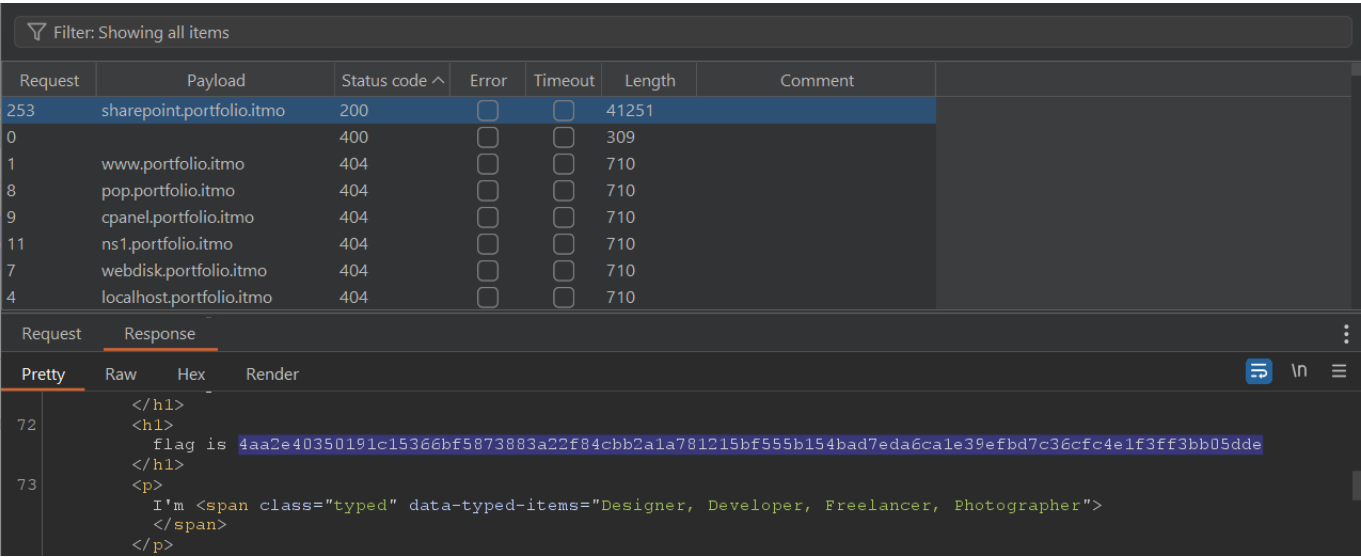 Filter: Showing all items
Request Payload Status code Error Timeout Length Comment
253 sharepoint.portfolio.itmo 200 41251
0 400 309
1 www.portfolio.itmo 404 710
8 pop.portfolio.itmo 404 710
9 cpanel.portfolio.itmo 404 710
11 ns1.portfolio.itmo 404 710
7 webdisk.portfolio.itmo 404 710
4 localhost.portfolio.itmo 404 710
Request Response
Pretty Raw Hex Render \n
</h1>
72 <h1>
flag is 4aa2e40350191c15366bf5873883a22f84cbb2a1a781215bf555b154bad7eda6ca1e39efbd7c36cfc4e1f3ff3bb05dde
</h1>
73 <p>
I'm <span class="typed" data-typed-items="Designer, Developer, Freelancer, Photographer">
</span>
</p>